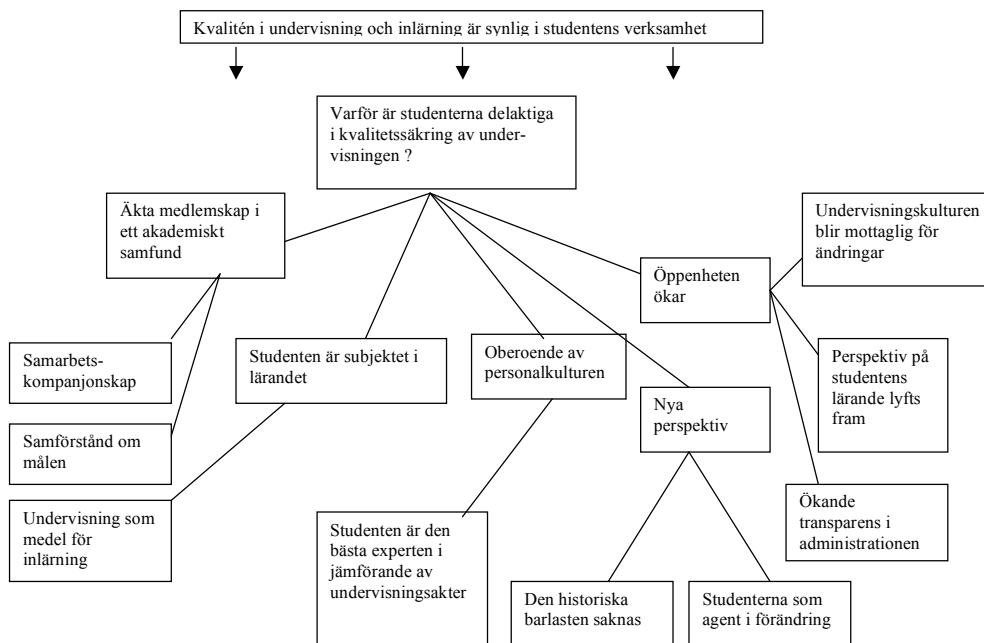 Kvalitén i undervisning och inlärning är synlig i studentens verksamhet
Varför är studenterna delaktiga
i kvalitetssäkring av under-
visningen ?
Äkta medlemskap i
ett akademiskt
samfund
Undervisningskulturen
blir mottaglig för
ändringar
Öppenheten
ökar
Samarbets-
kompanjonskap
Studenten är subjektet i
lärandet
Oberoende av
personalkulturen
Perspektiv på
studentens
lärande lyfts
fram
Nya
perspektiv
Samförstånd om
målen
Undervisning som
medel för
inlärning
Ökande
transparens i
administrationen
Studenten är den
bästa experten i
jämförande av
undervisningsakter
Den historiska
barlasten saknas
Studenterna som
agent i förändring